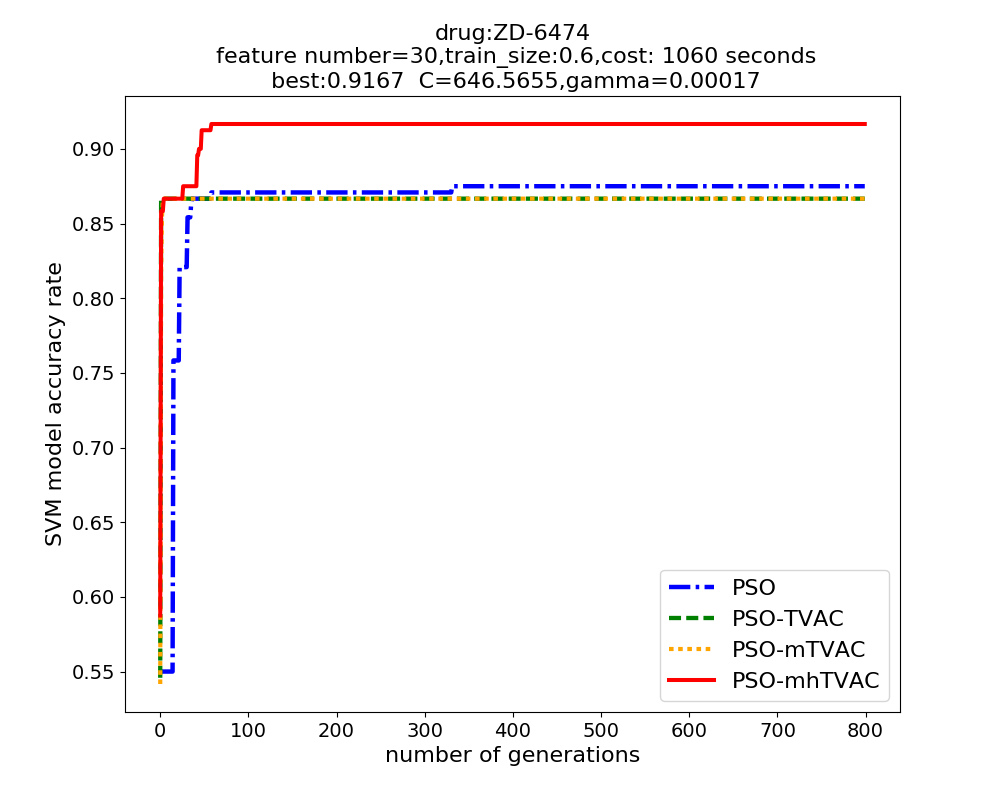 drug:ZD-6474
feature number=30,train_size:0.6,cost: 1060 seconds
best:0.9167  C=646.5655,gamma=0.00017
SVM model accuracy rate
0.90
0.85
0.80
0.75
0.70
0.65
0.60
0.55
PSO
PSO-TVAC
PSO-mTVAC
PSO-mhTVAC
0 100 200 300 400 500 600 700 800
number of generations